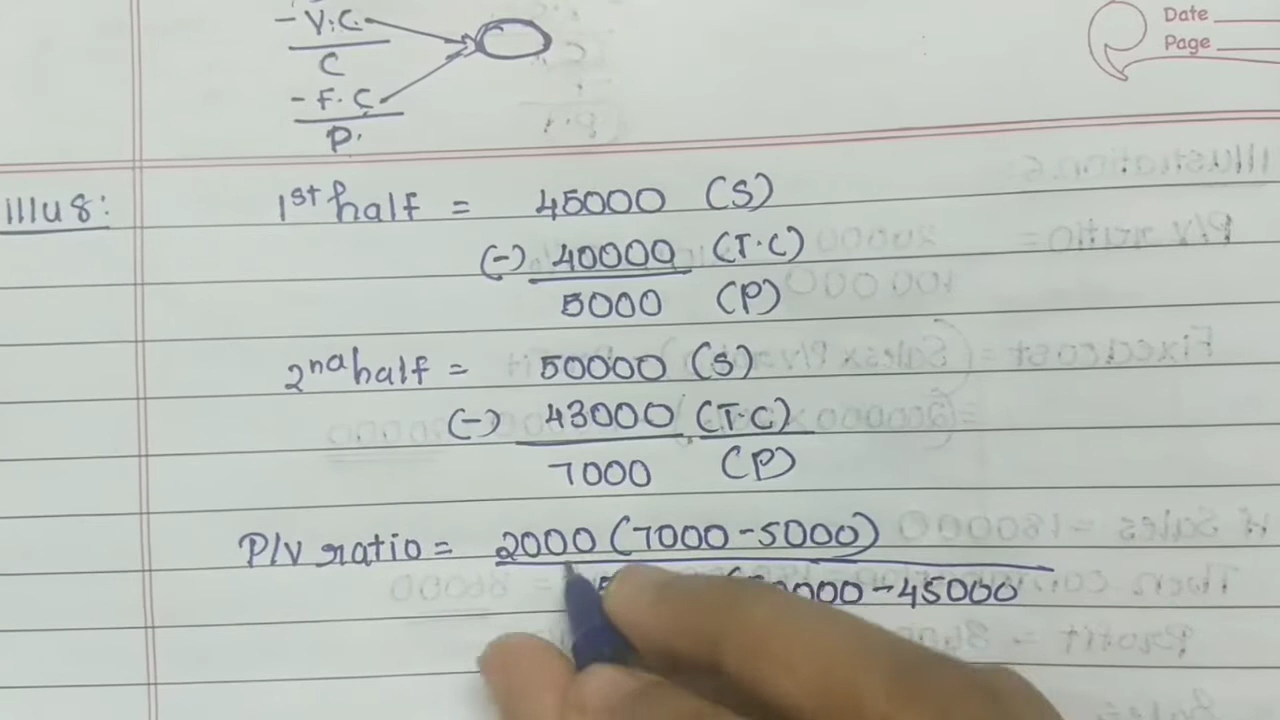 Date
Page
- V.C.
C
- F.C
P.
illu 8:
1st half = 45000 (S)
(-) 40000 (T.C)
5000 (P)
2nd half = 50000 (S)
(-) 43000 (T.C)
7000 (P)
P/V ratio = 2000 (7000-5000)
0000-45000